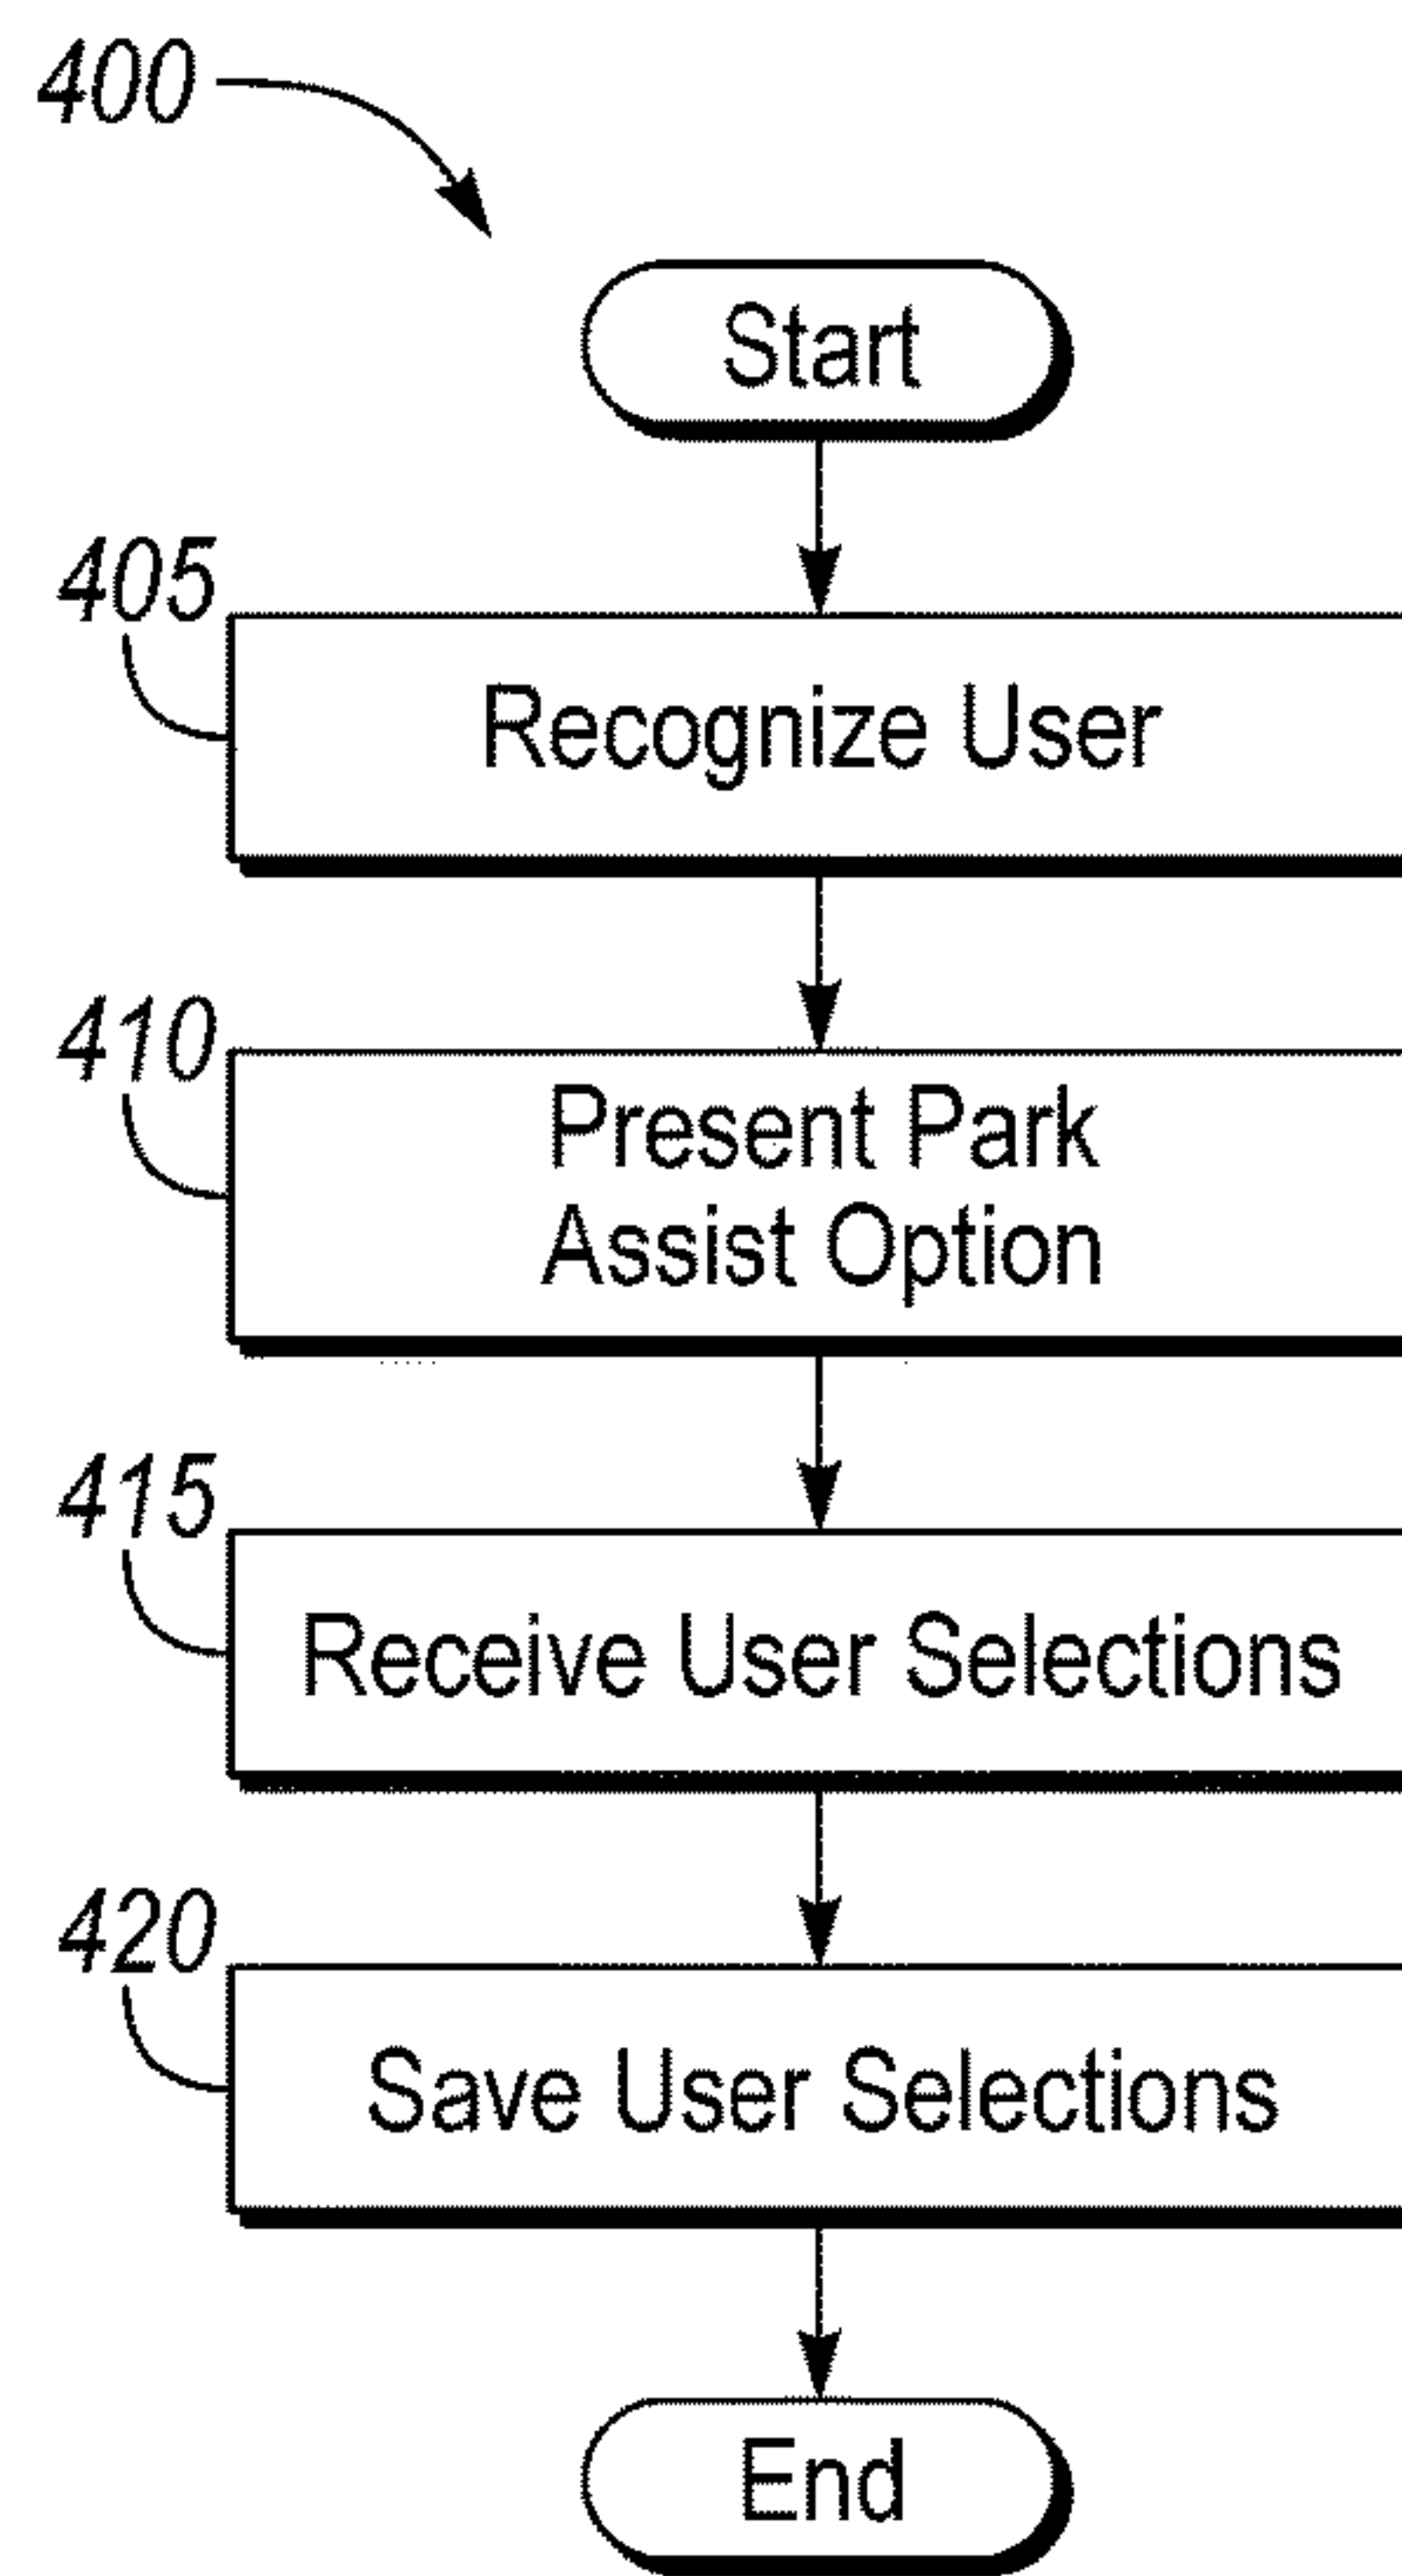 400
Start
405
Recognize User
410
Present Park
Assist Option
415
Receive User Selections
420
Save User Selections
End